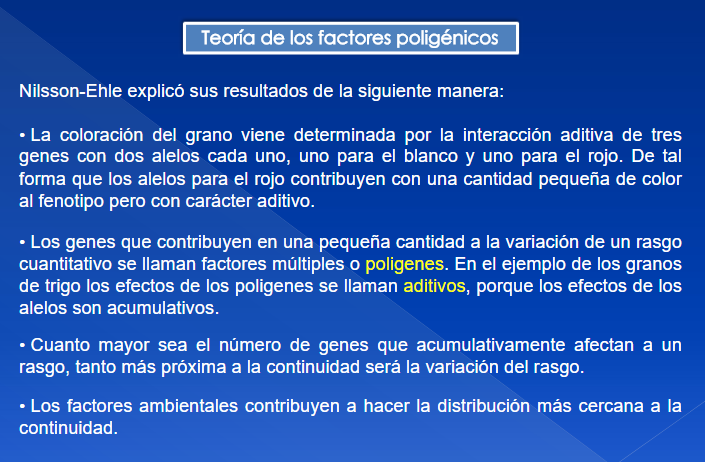 Teoría de los factores poligénicos
Nilsson-Ehle explicó sus resultados de la siguiente manera:
• La coloración del grano viene determinada por la interacción aditiva de tres
genes con dos alelos cada uno, uno para el blanco y uno para el rojo. De tal
forma que los alelos para el rojo contribuyen con una cantidad pequeña de color
al fenotipo pero con carácter aditivo.
• Los genes que contribuyen en una pequeña cantidad a la variación de un rasgo
cuantitativo se llaman factores múltiples o poligenes. En el ejemplo de los granos
de trigo los efectos de los poligenes se llaman aditivos, porque los efectos de los
alelos son acumulativos.
• Cuanto mayor sea el número de genes que acumulativamente afectan a un
rasgo, tanto más próxima a la continuidad será la variación del rasgo.
• Los factores ambientales contribuyen a hacer la distribución más cercana a la
continuidad.